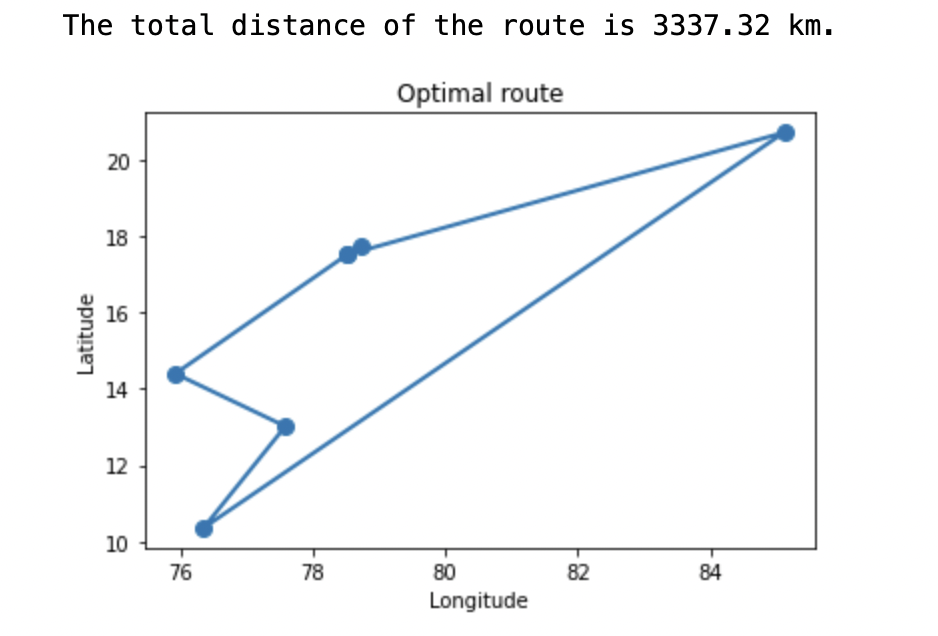 The total distance of the route is 3337.32 km.
Optimal route
20
18
16
14
12
10
Latitude
76 78 80 82 84
Longitude